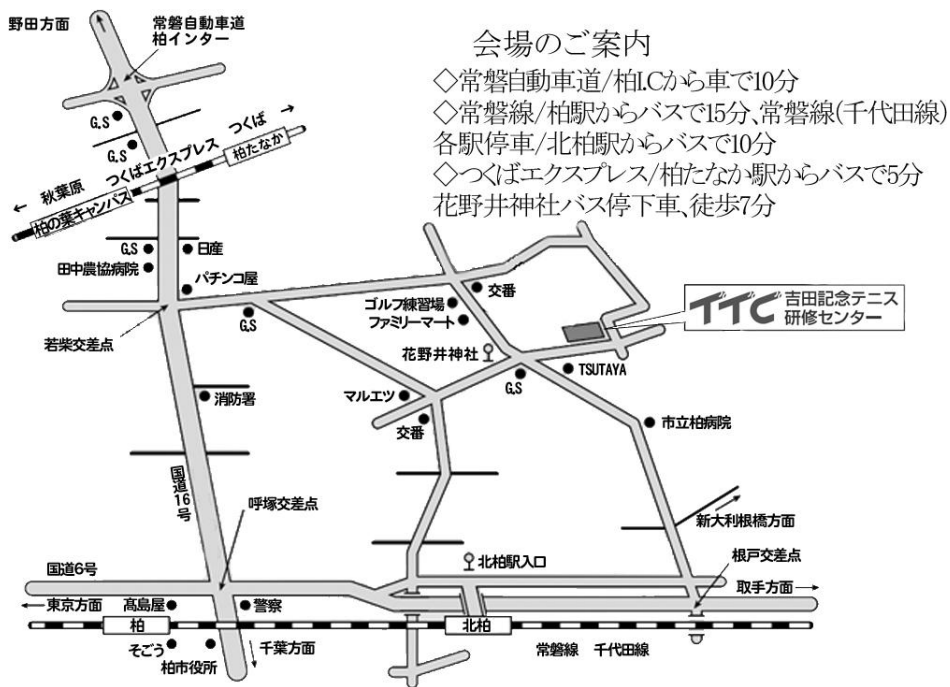 野田方面
常磐自動車道
柏インター
会場のご案内
◇常磐自動車道/柏I.Cから車で10分
◇常磐線/柏駅からバスで15分、常磐線(千代田線)
各駅停車/北柏駅からバスで10分
◇つくばエクスプレス/柏たなか駅からバスで5分
花野井神社バス停下車、徒歩7分
G.S
G.S
つくば
つくばエクスプレス
秋葉原
柏たなか
柏の葉キャンパス
G.S
日産
田中農協病院
パチンコ屋
G.S
若柴交差点
交番
ゴルフ練習場
ファミリーマート
花野井神社
TTC 吉田記念テニス
研修センター
G.S
TSUTAYA
消防署
マルエツ
交番
市立柏病院
国道16号
呼塚交差点
新大利根橋方面
北柏駅入口
根戸交差点
国道6号
取手方面
東京方面
髙島屋
警察
柏
北柏
そごう
柏市役所
千葉方面
常磐線 千代田線